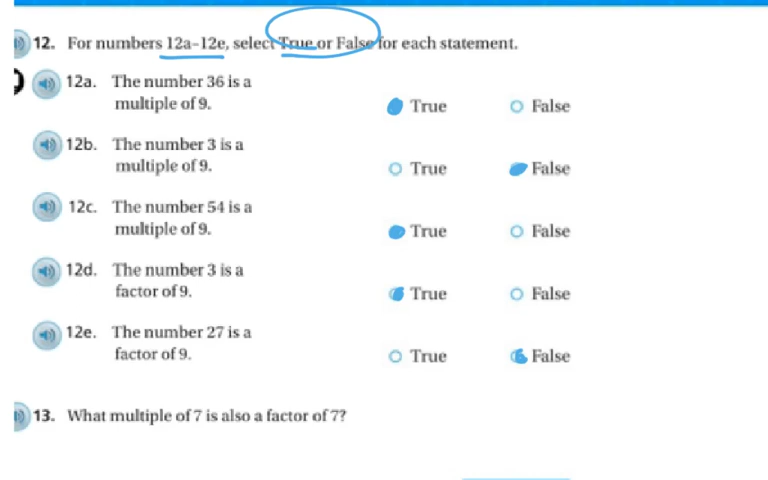 12. For numbers 12a–12e, select True or False for each statement.
12a. The number 36 is a
multiple of 9.
True False
12b. The number 3 is a
multiple of 9.
True False
12c. The number 54 is a
multiple of 9.
True False
12d. The number 3 is a
factor of 9.
True False
12e. The number 27 is a
factor of 9.
True False
13. What multiple of 7 is also a factor of 7?